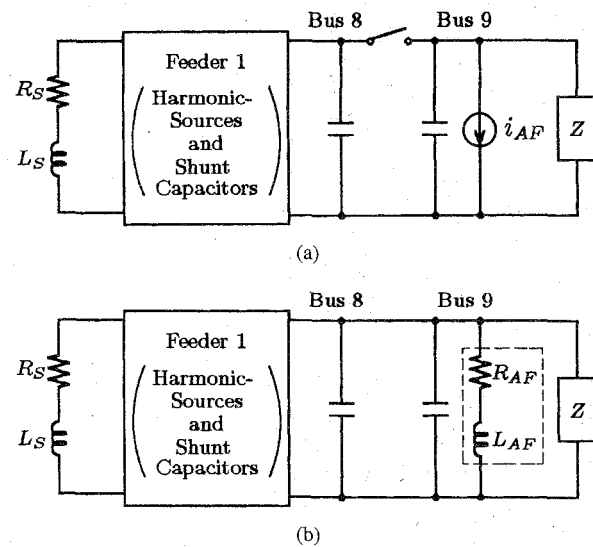 Bus 8
Bus 9
Feeder 1
R_S
Harmonic-
Sources
and
Shunt
Capacitors
L_S
i_AF
Z
(a)
Bus 8
Bus 9
Feeder 1
R_S
Harmonic-
Sources
and
Shunt
Capacitors
L_S
R_AF
L_AF
Z
(b)